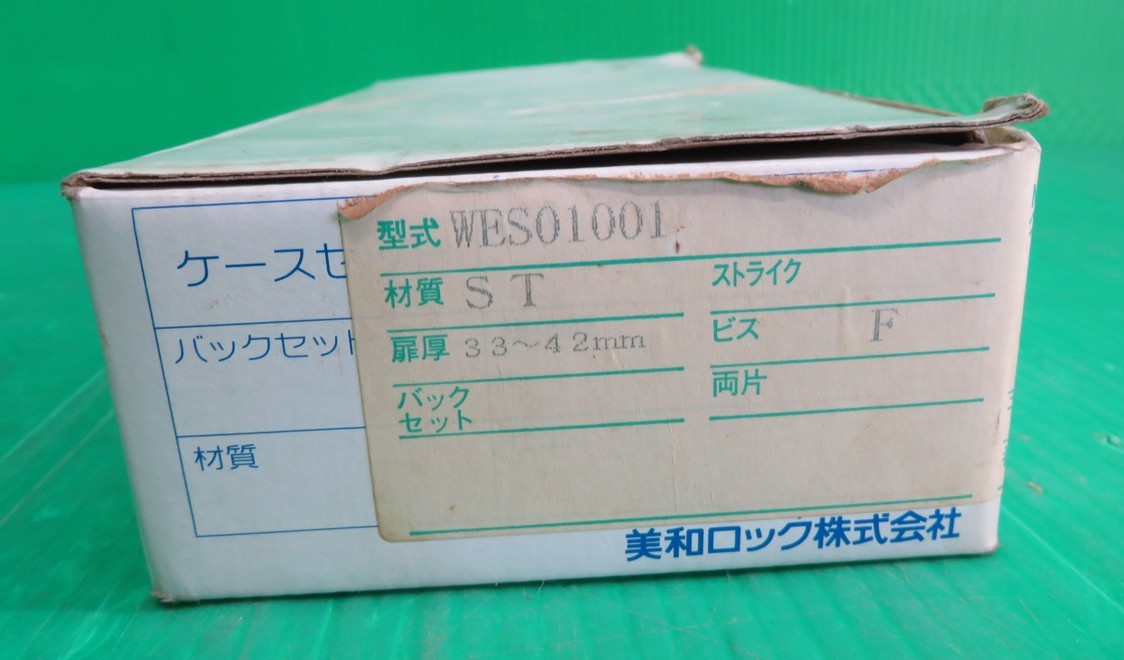 型式 WES01001
材質 ST
ストライク
扉厚 33～42mm
ビス F
バック
セット
両片
ケースセ
バックセット
材質
美和ロック株式会社